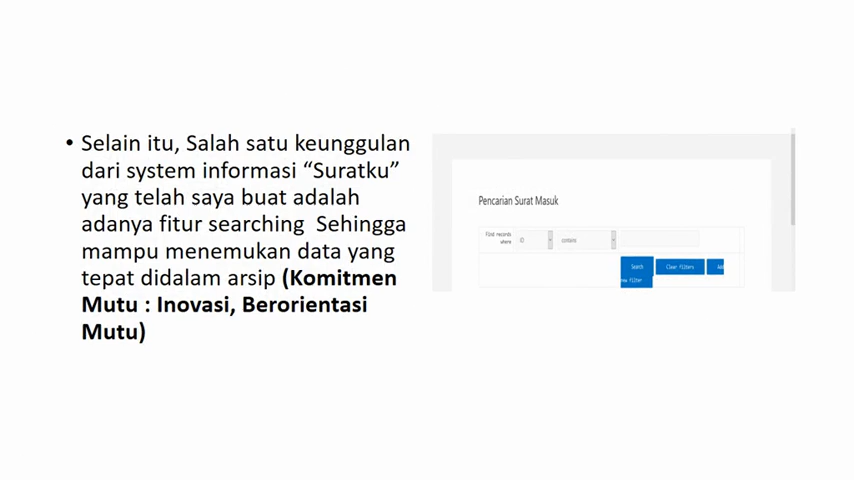 • Selain itu, Salah satu keunggulan
dari system informasi “Suratku”
yang telah saya buat adalah
adanya fitur searching  Sehingga
mampu menemukan data yang
tepat didalam arsip (Komitmen
Mutu : Inovasi, Berorientasi
Mutu)
Pencarian Surat Masuk
Find records
where
ID
contains
Search
Clear filters
Add
new filter